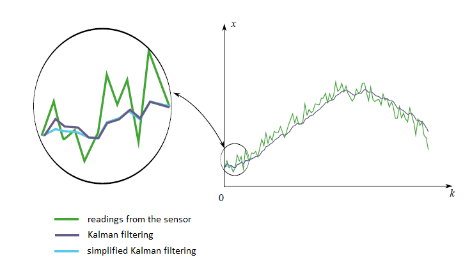 x
0
k
readings from the sensor
Kalman filtering
simplified Kalman filtering